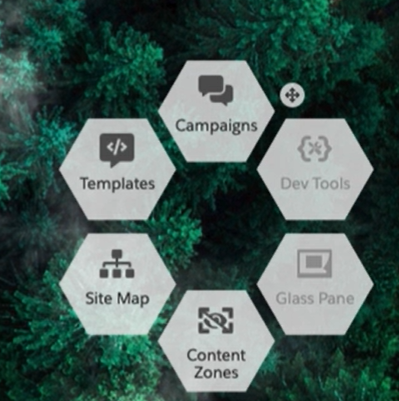 Campaigns
Templates
Dev Tools
Site Map
Glass Pane
Content
Zones